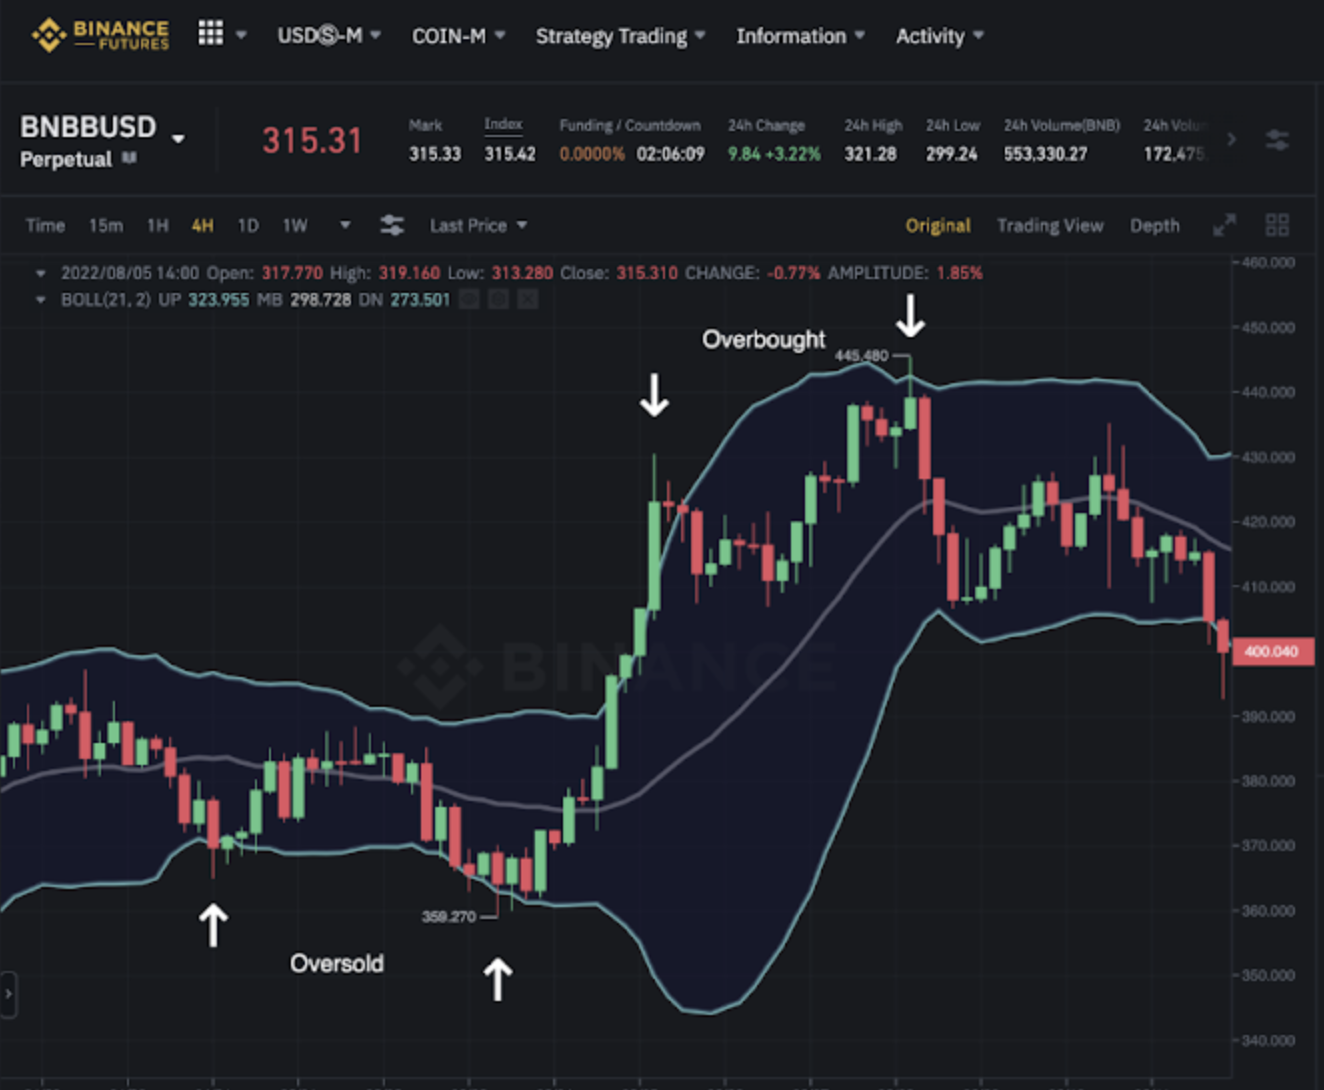 BINANCE
FUTURES
USDⓈ-M COIN-M Strategy Trading Information Activity
BNBBUSD
Perpetual
315.31
Mark Index Funding / Countdown 24h Change 24h High 24h Low 24h Volume(BNB) 24h Volu
315.33 315.42 0.0000% 02:06:09 9.84 +3.22% 321.28 299.24 553,330.27 172,475.
Time 15m 1H 4H 1D 1W Last Price Original Trading View Depth
2022/08/05 14:00 Open: 317.770 High: 319.160 Low: 313.280 Close: 315.310 CHANGE: -0.77% AMPLITUDE: 1.85%
BOLL(21, 2) UP 323.955 MB 298.728 DN 273.501
460.000
450.000
Overbought
445.480
440.000
430.000
420.000
410.000
BINANCE
400.040
390.000
380.000
370.000
359.270
360.000
Oversold
350.000
340.000